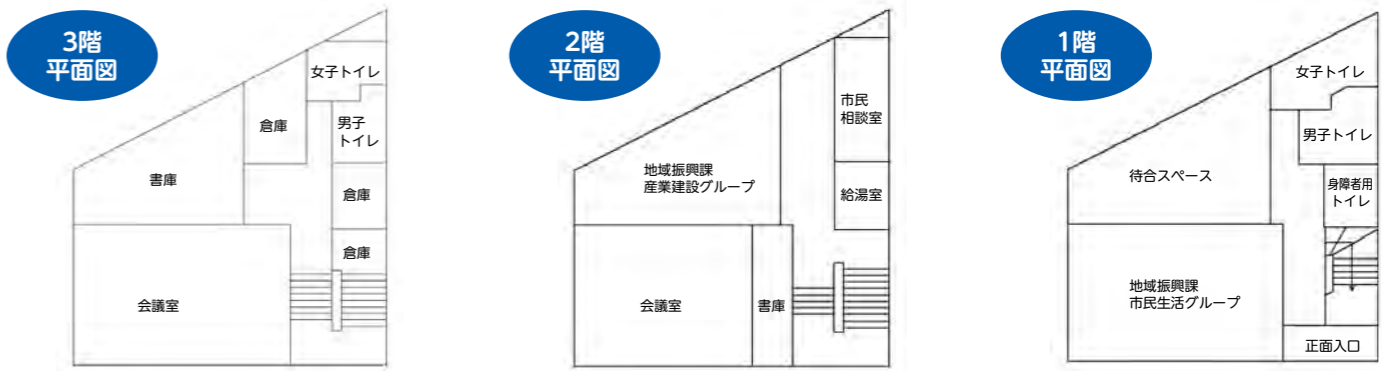 3階
平面図
女子トイレ
倉庫
男子
トイレ
書庫
倉庫
倉庫
会議室
2階
平面図
市民
相談室
地域振興課
産業建設グループ
給湯室
会議室
書庫
1階
平面図
女子トイレ
男子トイレ
待合スペース
身障者用
トイレ
地域振興課
市民生活グループ
正面入口